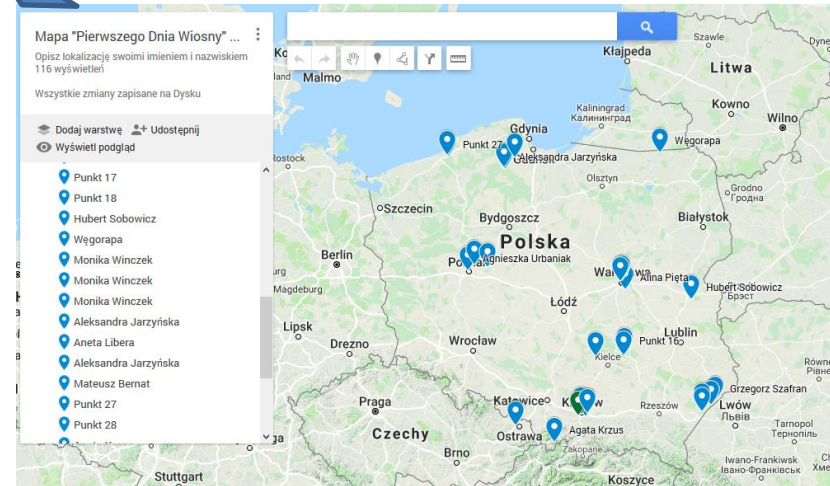 Mapa "Pierwszego Dnia Wiosny" ...
Opisz lokalizację swoimi imieniem i nazwiskiem
116 wyświetleń
Wszystkie zmiany zapisane na Dysku
Dodaj warstwę
Udostępnij
Wyświetl podgląd
Punkt 17
Punkt 18
Hubert Sobowicz
Węgorapa
Monika Winczek
Monika Winczek
Monika Winczek
Aleksandra Jarzyńska
Aneta Libera
Aleksandra Jarzyńska
Mateusz Bernat
Punkt 27
Punkt 28
Malmo
Kłajpeda
Szawle
Litwa
Kaliningrad
Калининград
Kowno
Wilno
Gdynia
Punkt 27
Aleksandra Jarzyńska
Węgorapa
Rostock
Olsztyn
Grodno
Гродна
Szczecin
Bydgoszcz
Białystok
Berlin
Polska
Agnieszka Urbaniak
Alina Pięta
Hubert Sobowicz
Брэст
Magdeburg
Łódź
Lipsk
Drezno
Wrocław
Lublin
Punkt 16
Kielce
Praga
Katowice
Rzeszów
Grzegorz Szafran
Lwów
Львів
Czechy
Ostrawa
Agata Krzus
Zakopane
Tarnopol
Тернопіль
Brno
Iwano-Frankiwsk
Івано-Франківськ
Stuttgart
Koszyce